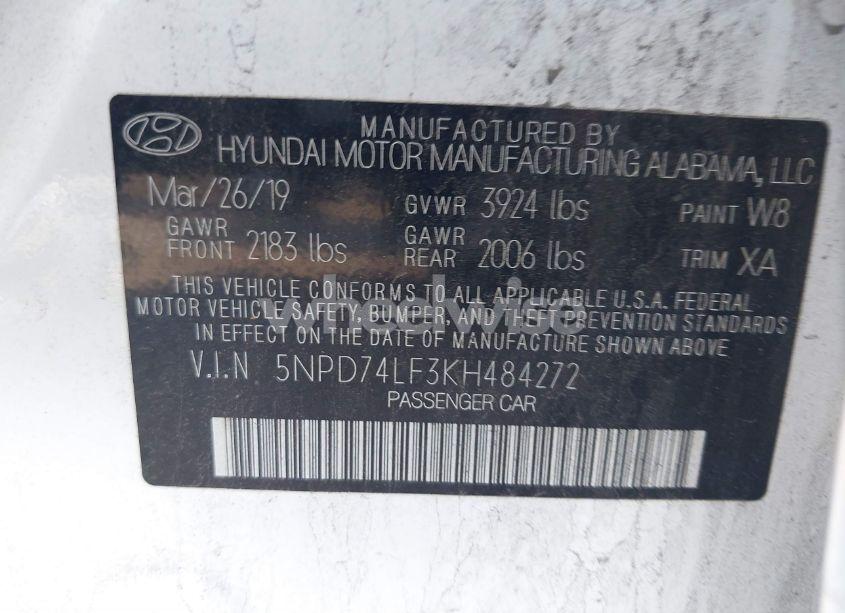 MANUFACTURED BY
HYUNDAI MOTOR MANUFACTURING ALABAMA, LLC
Mar/26/19 GVWR 3924 lbs PAINT W8
GAWR FRONT 2183 lbs GAWR REAR 2006 lbs TRIM XA
THIS VEHICLE CONFORMS TO ALL APPLICABLE U.S.A. FEDERAL
MOTOR VEHICLE SAFETY, BUMPER, AND THEFT PREVENTION STANDARDS
IN EFFECT ON THE DATE OF MANUFACTURE SHOWN ABOVE
V.I.N 5NPD74LF3KH484272
PASSENGER CAR
wheelwise